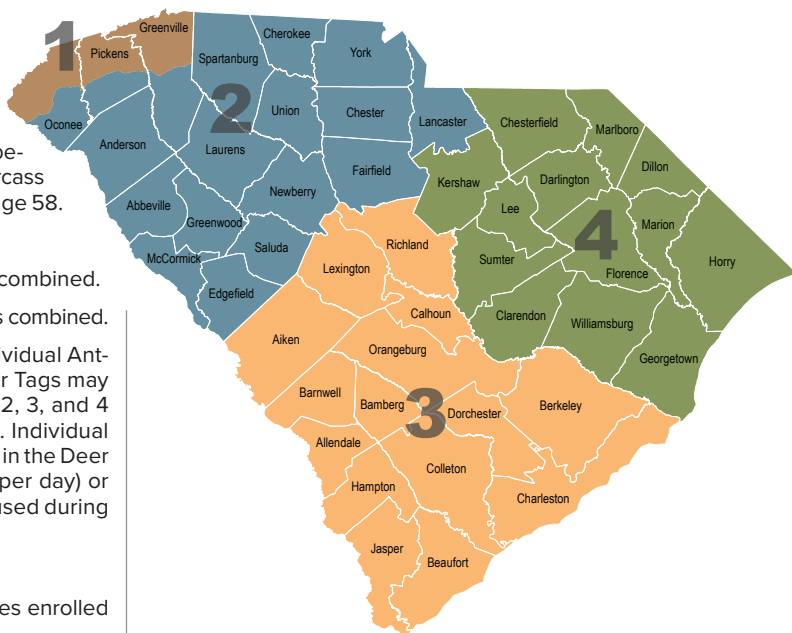 be-
rcass
ge 58.
combined.
s combined.
ividual Ant-
r Tags may
2, 3, and 4
. Individual
in the Deer
per day) or
used during
es enrolled
1
Greenville
Pickens
Oconee
Cherokee
York
Spartanburg
2
Union
Chester
Lancaster
Anderson
Laurens
Fairfield
Abbeville
Greenwood
Newberry
McCormick
Saluda
Edgefield
Chesterfield
Marlboro
Dillon
Kershaw
Darlington
Lee
4
Marion
Florence
Horry
Sumter
Clarendon
Williamsburg
Georgetown
Richland
Lexington
Calhoun
Aiken
Orangeburg
Barnwell
Bamberg
3
Dorchester
Berkeley
Allendale
Colleton
Hampton
Charleston
Jasper
Beaufort